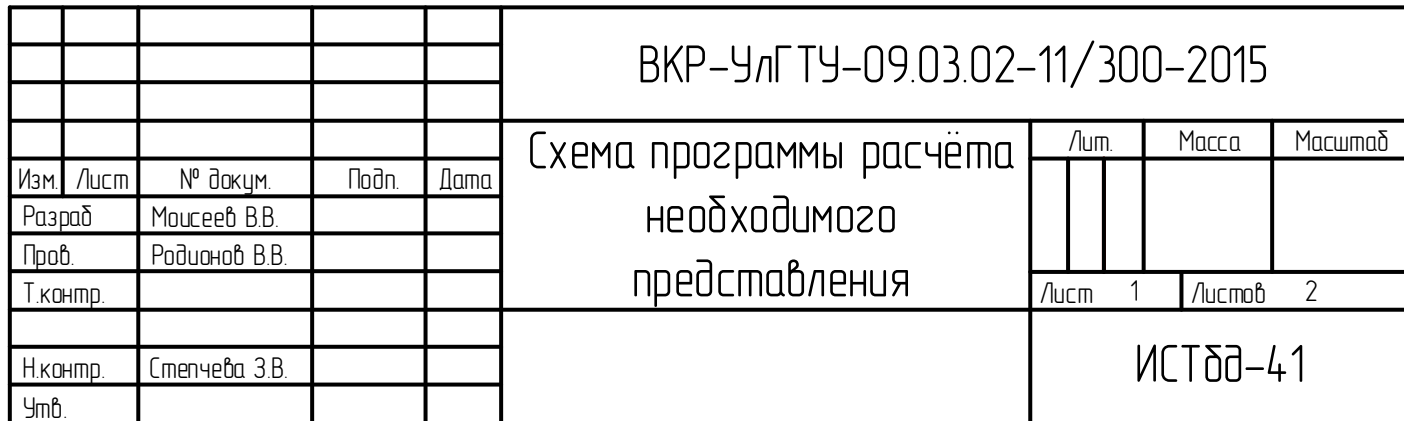 ВКР-УлГТУ-09.03.02-11/300-2015
Схема программы расчёта
необходимого
представления
Лит. Масса Масштаб
Изм. Лист № докум. Подп. Дата
Разраб Моисеев В.В.
Пров. Родионов В.В.
Т.контр.
Лист 1 Листов 2
Н.контр. Степчева З.В.
Утв.
ИСТбд-41